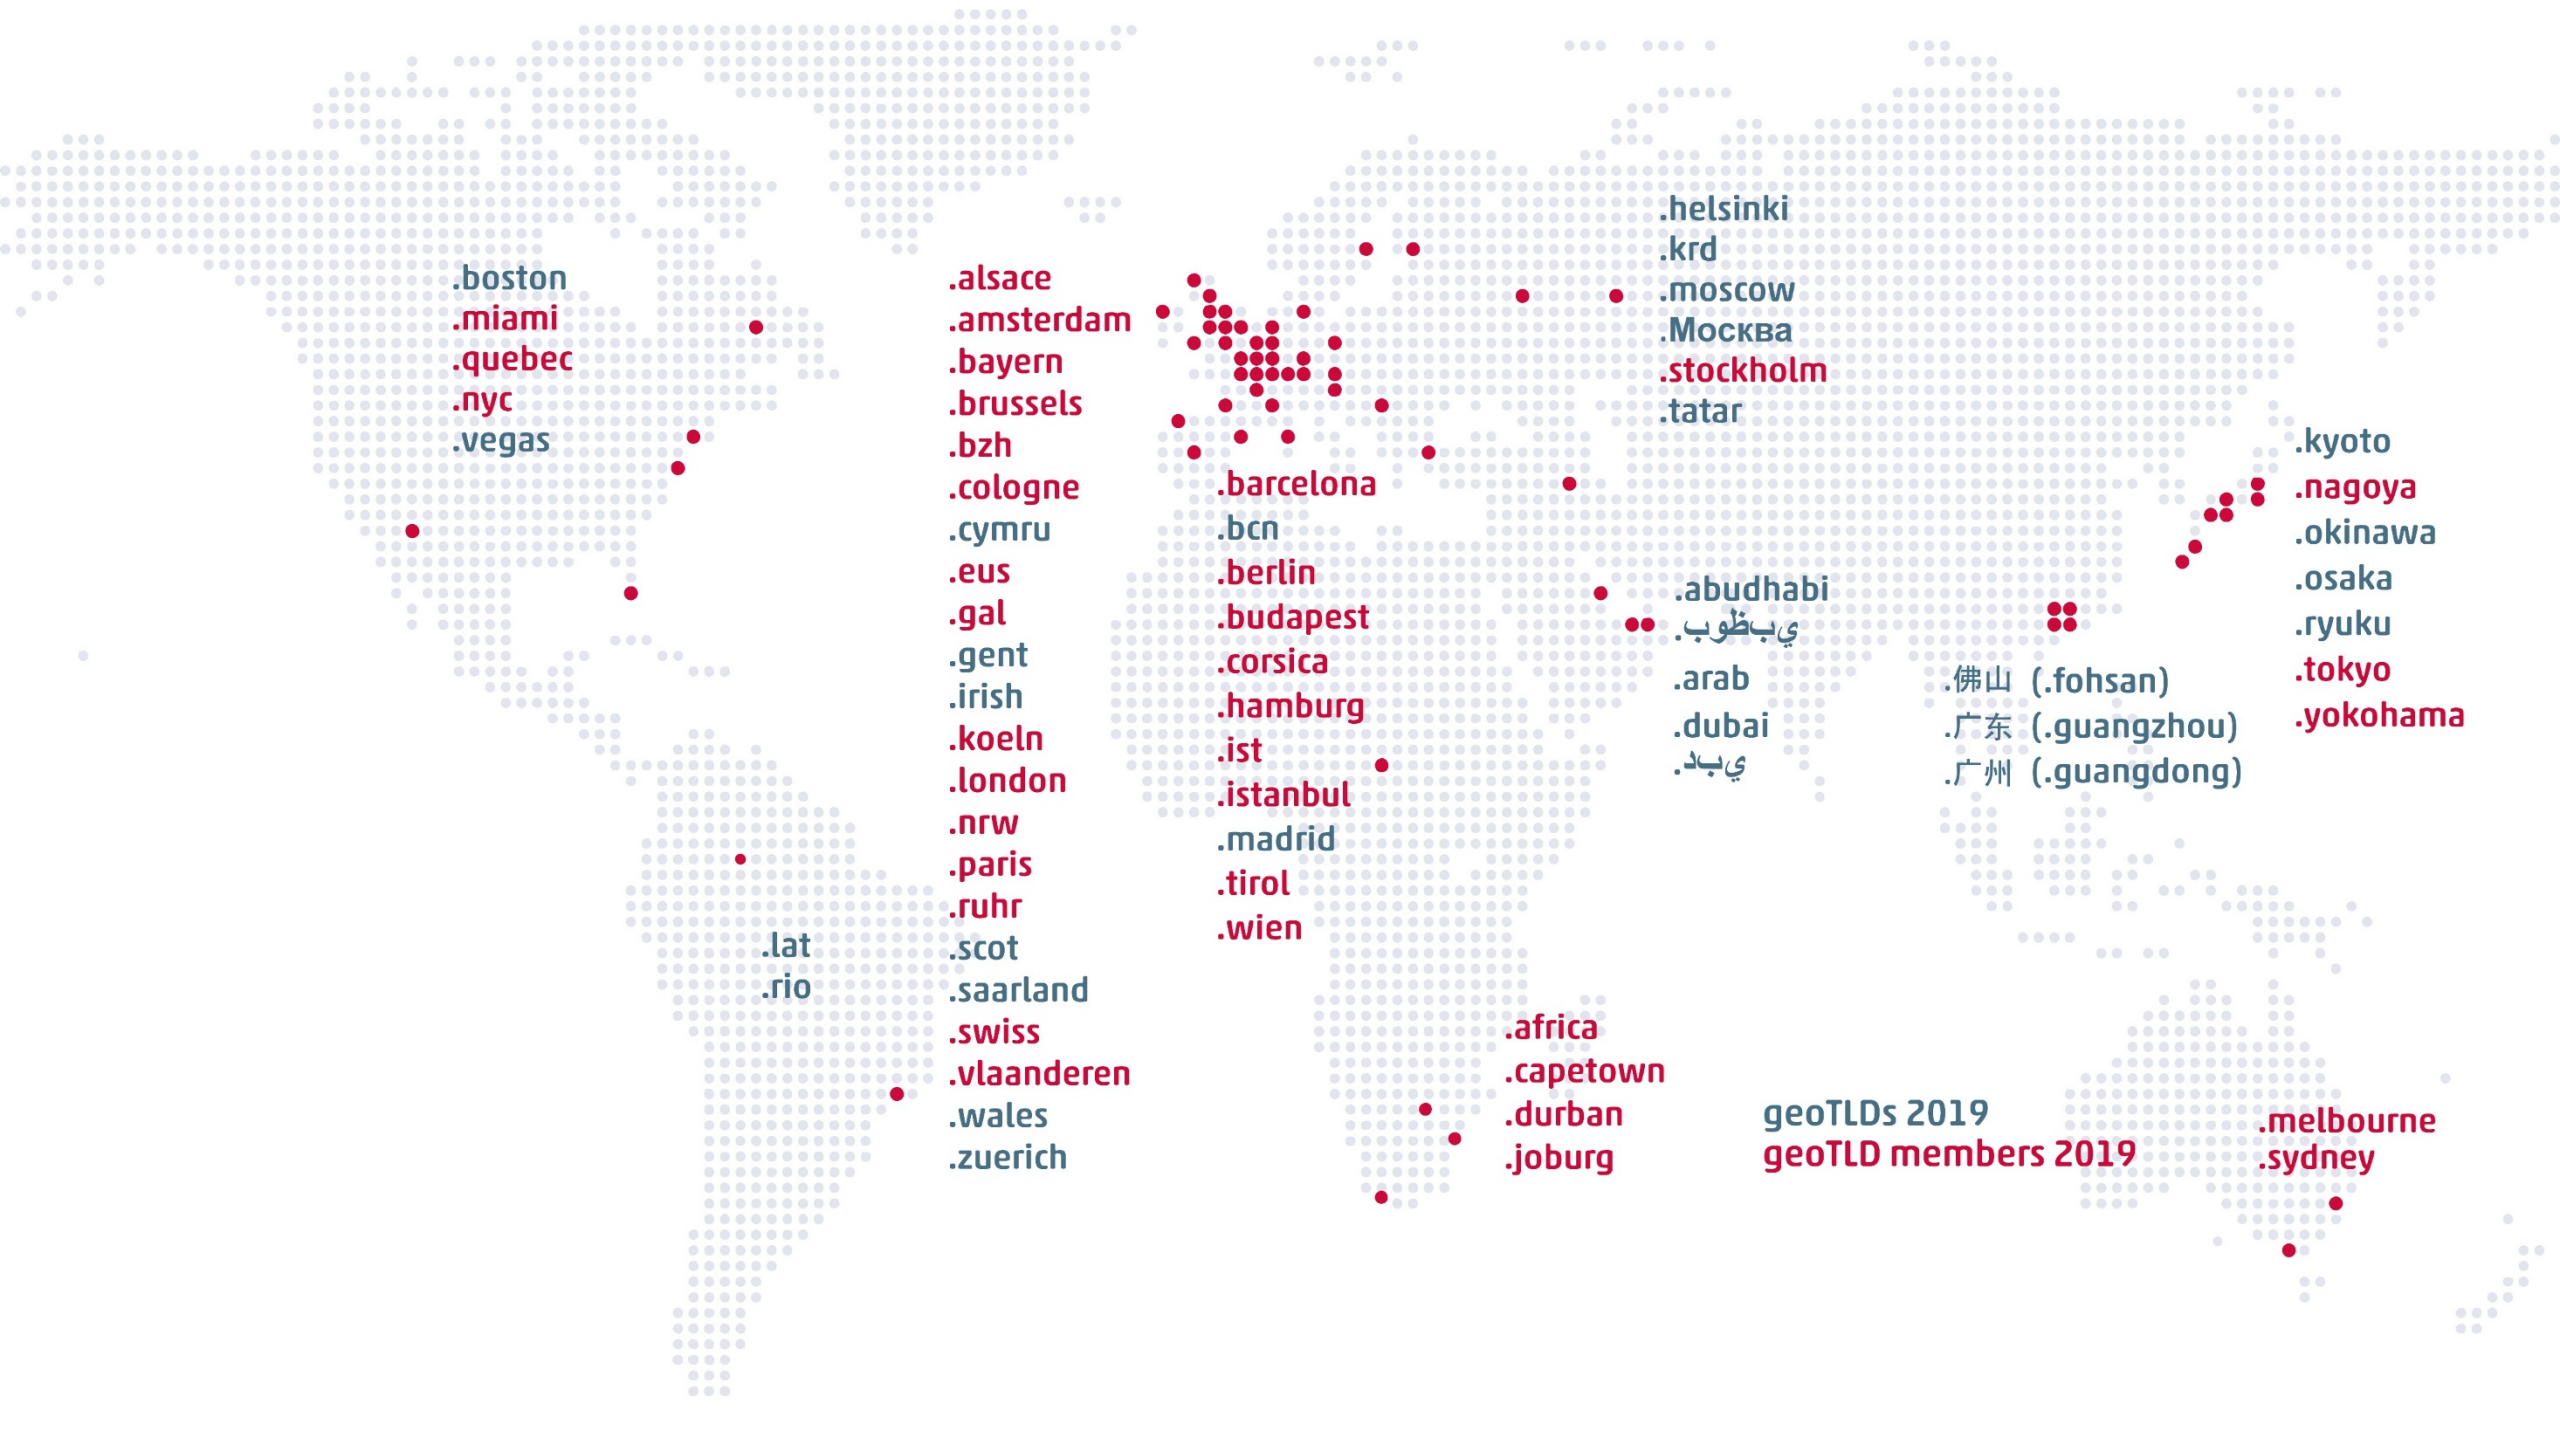 .boston
.miami
.quebec
.nyc
.vegas
.lat
.rio
.alsace
.amsterdam
.bayern
.brussels
.bzh
.cologne
.cymru
.eus
.gal
.gent
.irish
.koeln
.london
.nrw
.paris
.ruhr
.scot
.saarland
.swiss
.vlaanderen
.wales
.zuerich
.barcelona
.bcn
.berlin
.budapest
.corsica
.hamburg
.ist
.istanbul
.madrid
.tirol
.wien
.helsinki
.krd
.moscow
.Москва
.stockholm
.tatar
.abudhabi
.بوظبي
.arab
.dubai
.دبي
.africa
.capetown
.durban
.joburg
.佛山 (.fohsan)
.广东 (.guangzhou)
.广州 (.guangdong)
.kyoto
.nagoya
.okinawa
.osaka
.ryuku
.tokyo
.yokohama
geoTLDs 2019
geoTLD members 2019
.melbourne
.sydney